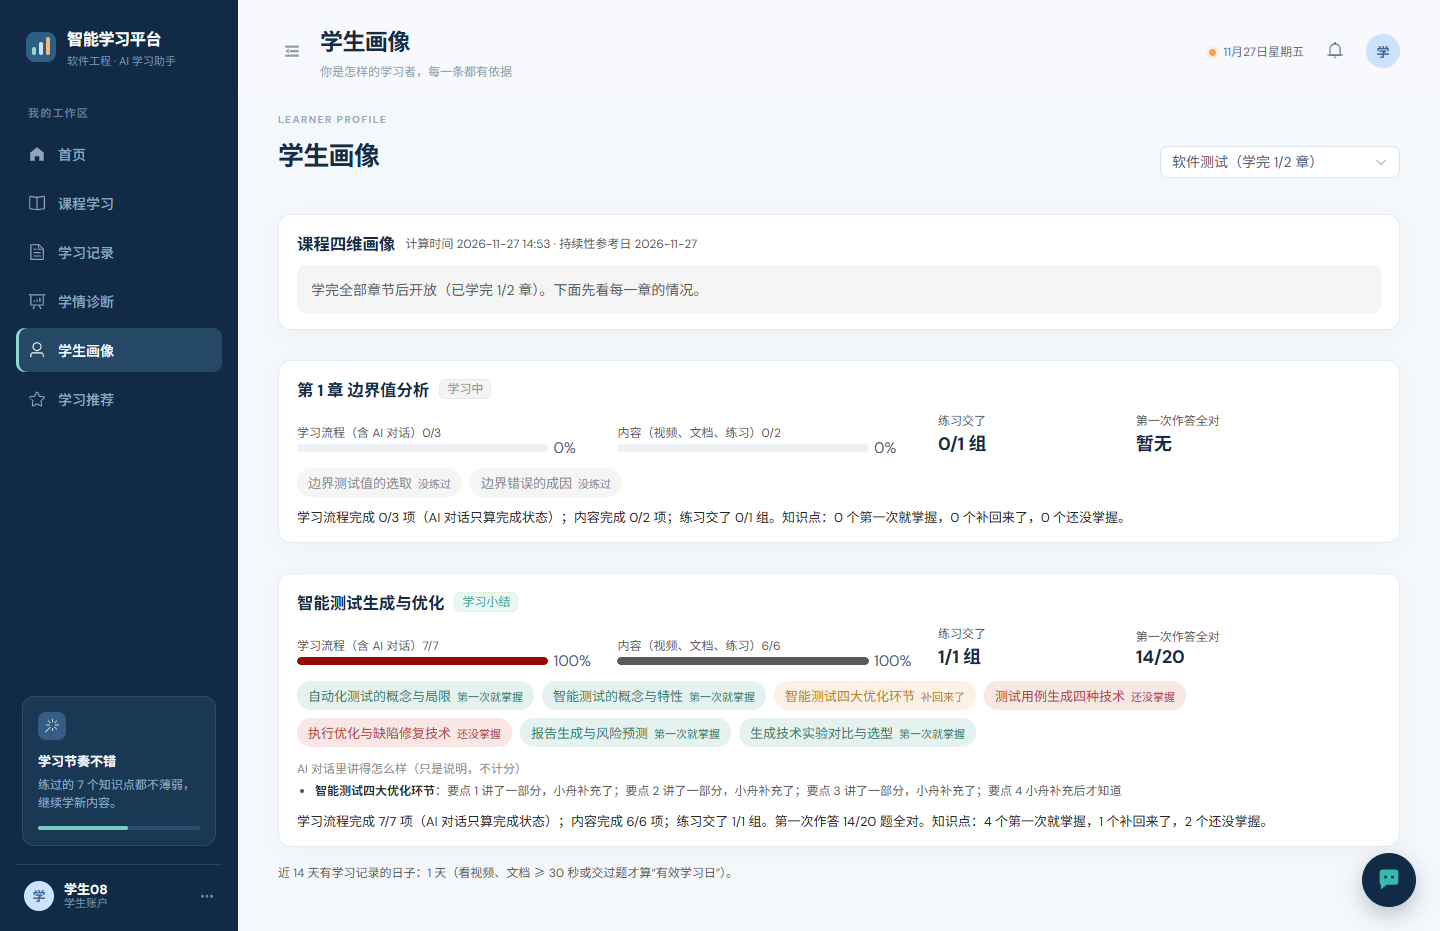 智能学习平台
软件工程 · AI 学习助手
我的工作区
首页
课程学习
学习记录
学情诊断
学生画像
学习推荐
学习节奏不错
练过的 7 个知识点都不薄弱，
继续学新内容。
学
学生08
学生账户
学生画像
你是怎样的学习者，每一条都有依据
11月27日星期五
学
LEARNER PROFILE
学生画像
软件测试（学完 1/2 章）
课程四维画像 计算时间 2026-11-27 14:53 · 持续性参考日 2026-11-27
学完全部章节后开放（已学完 1/2 章）。下面先看每一章的情况。
第 1 章 边界值分析 学习中
学习流程（含 AI 对话）0/3
0%
内容（视频、文档、练习）0/2
0%
练习交了
0/1 组
第一次作答全对
暂无
边界测试值的选取 没练过
边界错误的成因 没练过
学习流程完成 0/3 项（AI 对话只算完成状态）；内容完成 0/2 项；练习交了 0/1 组。知识点：0 个第一次就掌握，0 个补回来了，0 个还没掌握。
智能测试生成与优化 学习小结
学习流程（含 AI 对话）7/7
100%
内容（视频、文档、练习）6/6
100%
练习交了
1/1 组
第一次作答全对
14/20
自动化测试的概念与局限 第一次就掌握
智能测试的概念与特性 第一次就掌握
智能测试四大优化环节 补回来了
测试用例生成四种技术 还没掌握
执行优化与缺陷修复技术 还没掌握
报告生成与风险预测 第一次就掌握
生成技术实验对比与选型 第一次就掌握
AI 对话里讲得怎么样（只是说明，不计分）
• 智能测试四大优化环节：要点 1 讲了一部分，小舟补充了；要点 2 讲了一部分，小舟补充了；要点 3 讲了一部分，小舟补充了；要点 4 小舟补充后才知道
学习流程完成 7/7 项（AI 对话只算完成状态）；内容完成 6/6 项；练习交了 1/1 组。第一次作答 14/20 题全对。知识点：4 个第一次就掌握，1 个补回来了，2 个还没掌握。
近 14 天有学习记录的日子：1 天（看视频、文档 ≥ 30 秒或交过题才算“有效学习日”）。